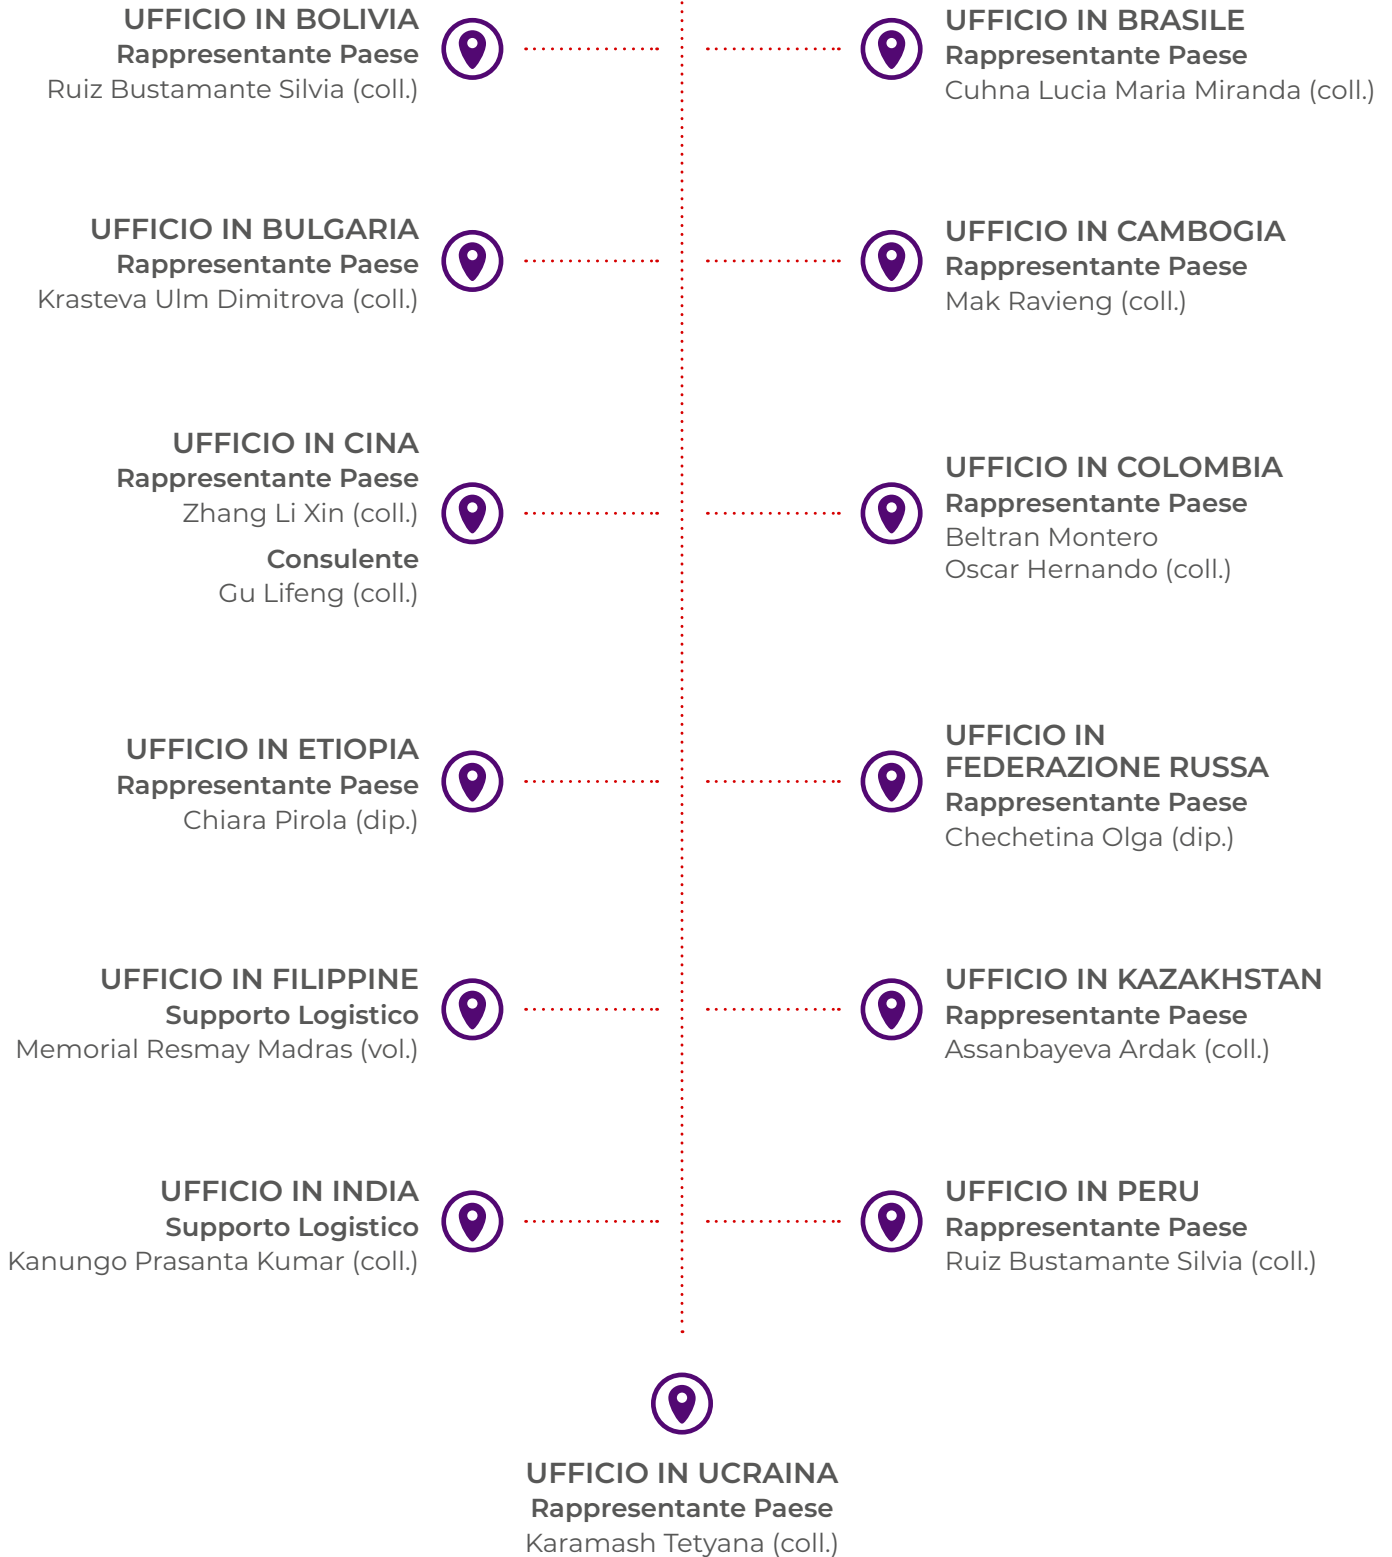 UFFICIO IN BOLIVIA
Rappresentante Paese
Ruiz Bustamante Silvia (coll.)
UFFICIO IN BRASILE
Rappresentante Paese
Cuhna Lucia Maria Miranda (coll.)
UFFICIO IN BULGARIA
Rappresentante Paese
Krasteva Ulm Dimitrova (coll.)
UFFICIO IN CAMBOGIA
Rappresentante Paese
Mak Ravieng (coll.)
UFFICIO IN CINA
Rappresentante Paese
Zhang Li Xin (coll.)
Consulente
Gu Lifeng (coll.)
UFFICIO IN COLOMBIA
Rappresentante Paese
Beltran Montero
Oscar Hernando (coll.)
UFFICIO IN ETIOPIA
Rappresentante Paese
Chiara Pirola (dip.)
UFFICIO IN
FEDERAZIONE RUSSA
Rappresentante Paese
Chechetina Olga (dip.)
UFFICIO IN FILIPPINE
Supporto Logistico
Memorial Resmay Madras (vol.)
UFFICIO IN KAZAKHSTAN
Rappresentante Paese
Assanbayeva Ardak (coll.)
UFFICIO IN INDIA
Supporto Logistico
Kanungo Prasanta Kumar (coll.)
UFFICIO IN PERU
Rappresentante Paese
Ruiz Bustamante Silvia (coll.)
UFFICIO IN UCRAINA
Rappresentante Paese
Karamash Tetyana (coll.)